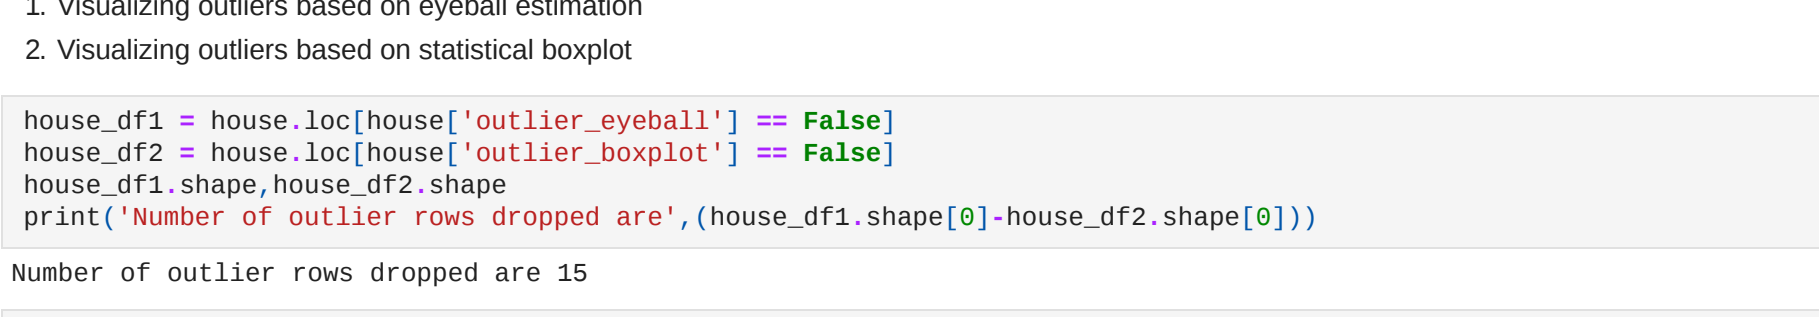 1. Visualizing outliers based on eyeball estimation
2. Visualizing outliers based on statistical boxplot
house_df1 = house.loc[house['outlier_eyeball'] == False]
house_df2 = house.loc[house['outlier_boxplot'] == False]
house_df1.shape,house_df2.shape
print('Number of outlier rows dropped are',(house_df1.shape[0]-house_df2.shape[0]))
Number of outlier rows dropped are 15